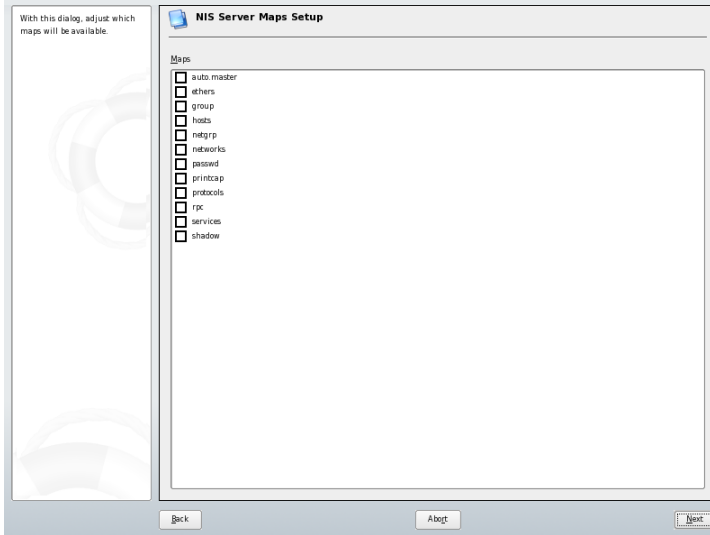 With this dialog, adjust which
maps will be available.
NIS Server Maps Setup
Maps
auto.master
ethers
group
hosts
netgrp
networks
passwd
printcap
protocols
rpc
services
shadow
Back
Abort
Next